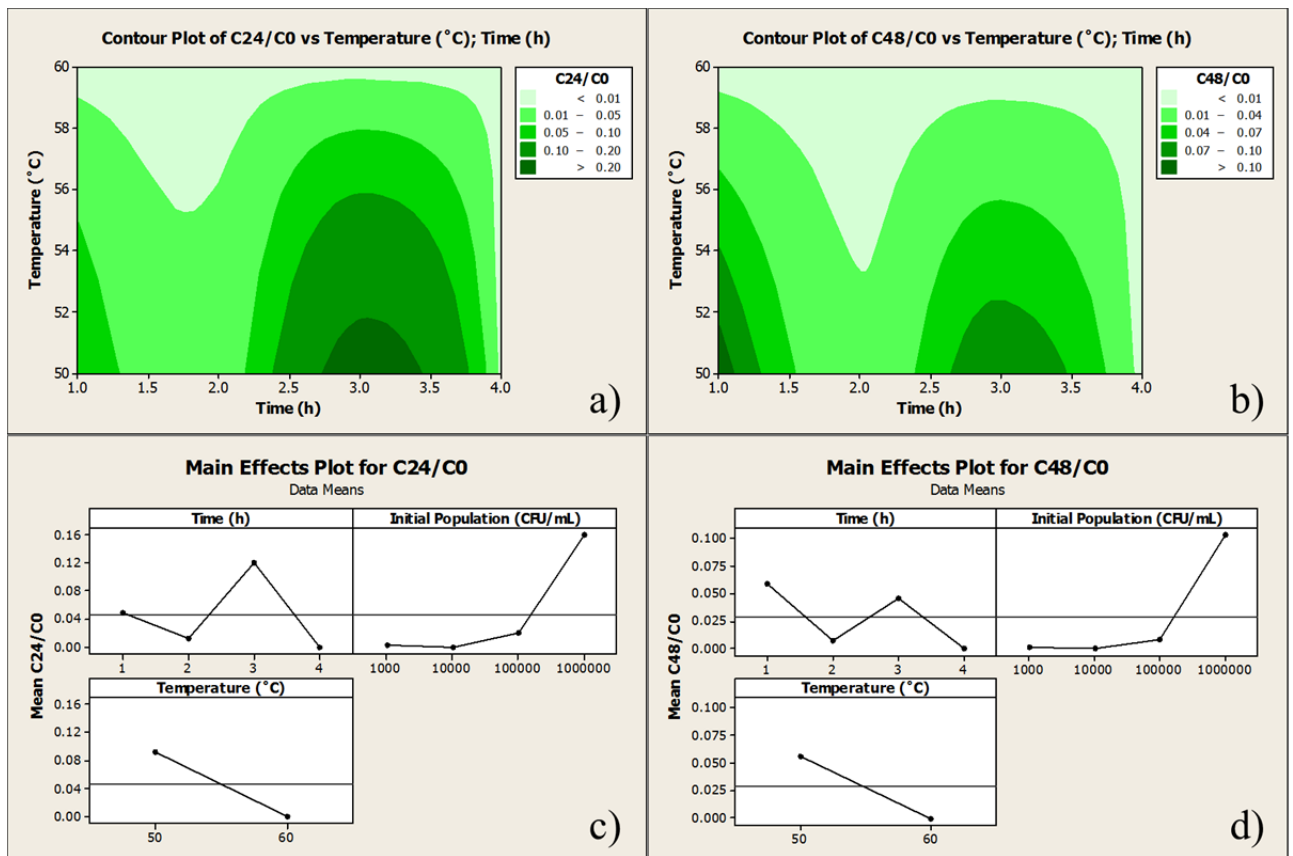 Contour Plot of C24/C0 vs Temperature (˚C); Time (h)
60
58
56
54
52
50
Temperature (˚C)
1.0 1.5 2.0 2.5 3.0 3.5 4.0
Time (h)
C24/C0
< 0.01
0.01 – 0.05
0.05 – 0.10
0.10 – 0.20
> 0.20
a)
Contour Plot of C48/C0 vs Temperature (˚C); Time (h)
60
58
56
54
52
50
Temperature (˚C)
1.0 1.5 2.0 2.5 3.0 3.5 4.0
Time (h)
C48/C0
< 0.01
0.01 – 0.04
0.04 – 0.07
0.07 – 0.10
> 0.10
b)
Main Effects Plot for C24/C0
Data Means
Mean C24/C0
Time (h) Initial Population (CFU/mL)
0.16
0.12
0.08
0.04
0.00
1 2 3 4 1000 10000 100000 1000000
Temperature (˚C)
0.16
0.12
0.08
0.04
0.00
50 60
c)
Main Effects Plot for C48/C0
Data Means
Mean C48/C0
Time (h) Initial Population (CFU/mL)
0.100
0.075
0.050
0.025
0.000
1 2 3 4 1000 10000 100000 1000000
Temperature (˚C)
0.100
0.075
0.050
0.025
0.000
50 60
d)